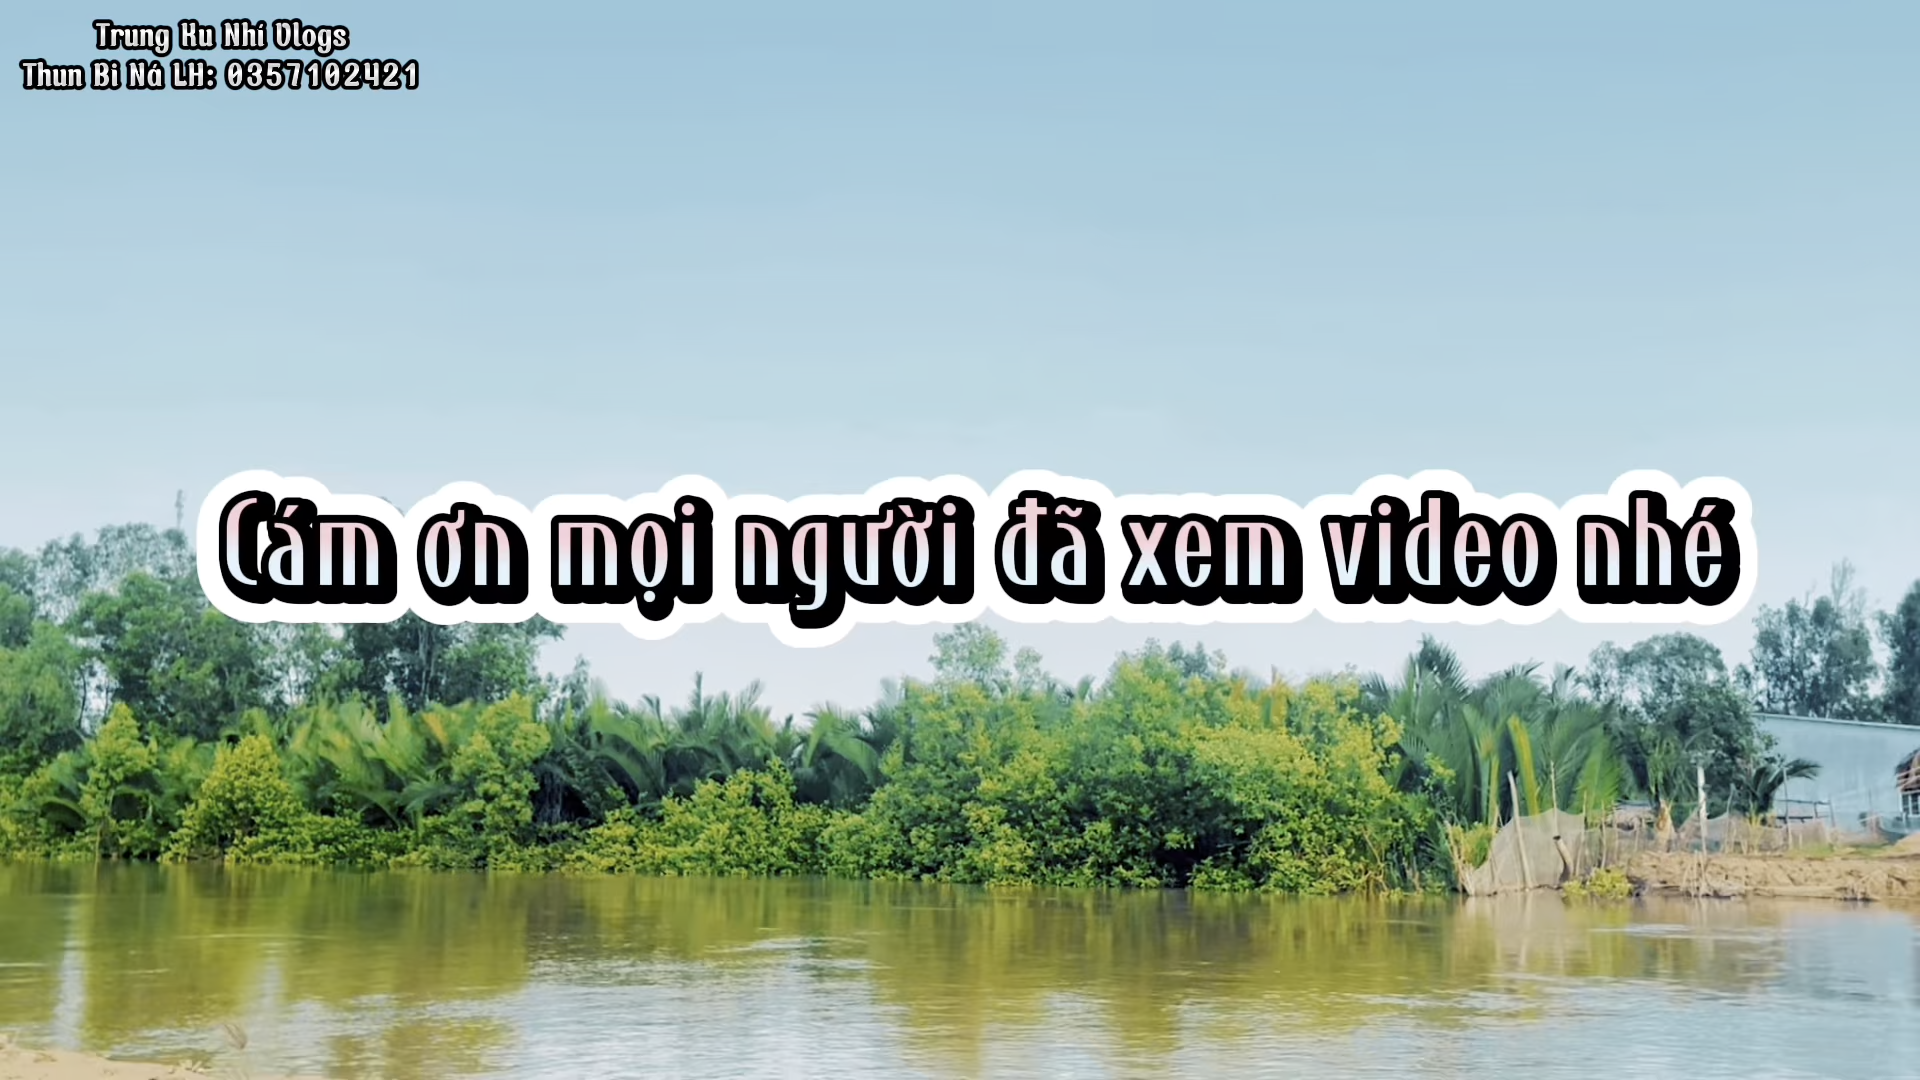 Trung Ku Nhí Vlogs
Thun Bi Ná LH: 0357102421
Cám ơn mọi người đã xem video nhé